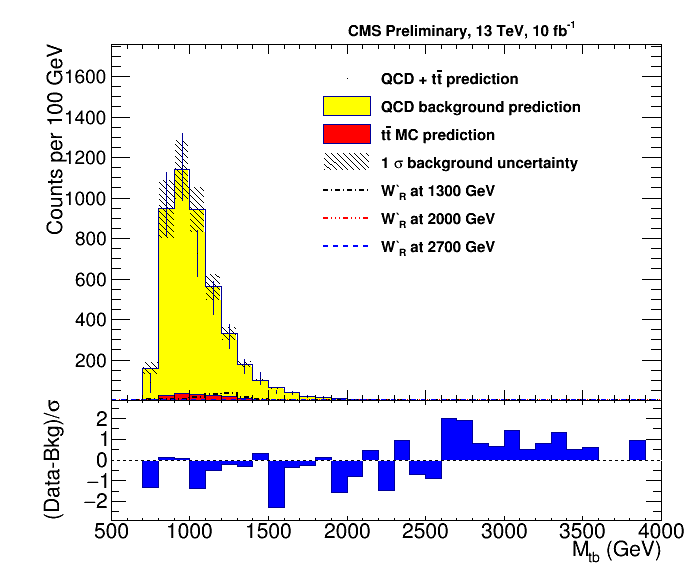 CMS Preliminary, 13 TeV, 10 fb⁻¹
Counts per 100 GeV
1600
1400
1200
1000
800
600
400
200
QCD + tt̄ prediction
QCD background prediction
tt̄ MC prediction
1 σ background uncertainty
W`R at 1300 GeV
W`R at 2000 GeV
W`R at 2700 GeV
(Data-Bkg)/σ
2
1
0
−1
−2
500 1000 1500 2000 2500 3000 3500 4000
Mtb (GeV)